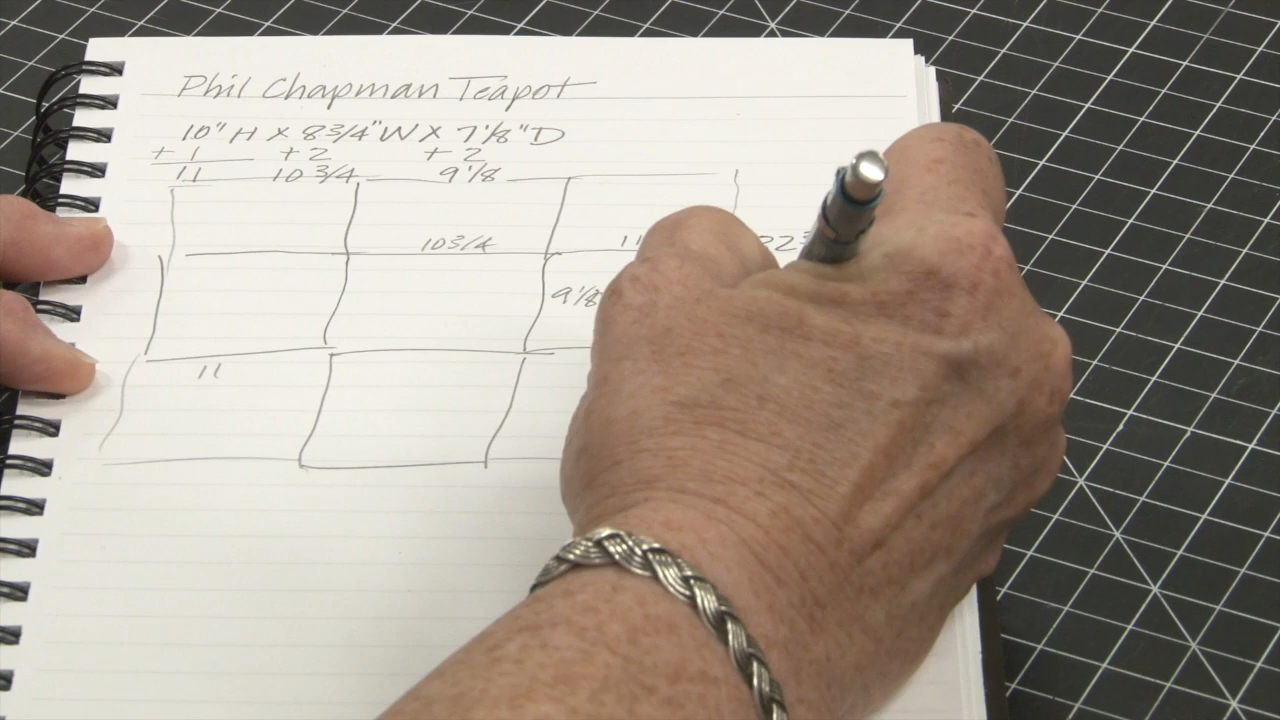 Phil Chapman Teapot
10" H X 8 3/4" W X 7 1/8" D
+ 1 + 2 + 2
11 10 3/4 9 1/8
10 3/4 11
9 1/8
11